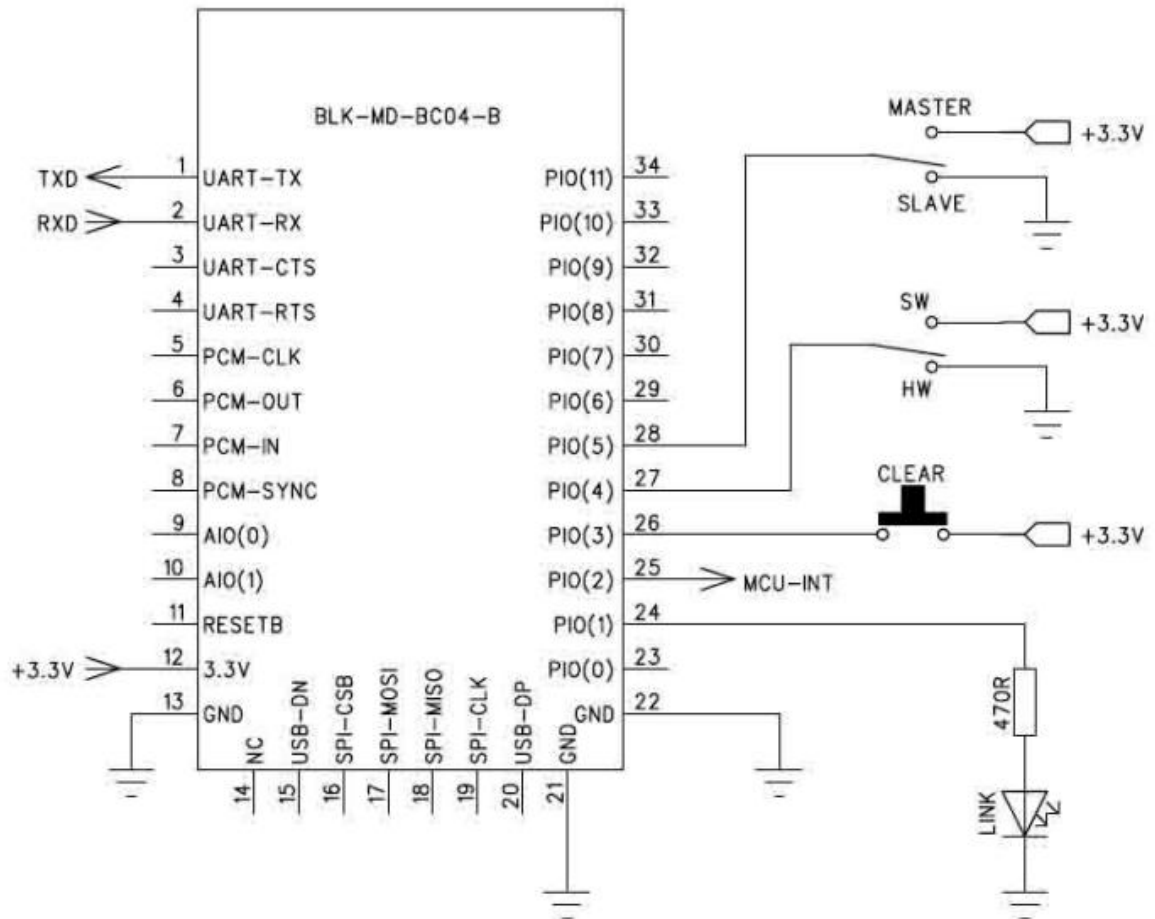 BLK-MD-BC04-B
TXD 1 UART-TX
RXD 2 UART-RX
3 UART-CTS
4 UART-RTS
5 PCM-CLK
6 PCM-OUT
7 PCM-IN
8 PCM-SYNC
9 AIO(0)
10 AIO(1)
11 RESETB
+3.3V 12 3.3V
13 GND
14 NC
15 USB-DN
16 SPI-CSB
17 SPI-MOSI
18 SPI-MISO
19 SPI-CLK
20 USB-DP
21 GND
PIO(11) 34
PIO(10) 33
PIO(9) 32
PIO(8) 31
PIO(7) 30
PIO(6) 29
PIO(5) 28
PIO(4) 27
PIO(3) 26
PIO(2) 25 MCU-INT
PIO(1) 24
PIO(0) 23
GND 22
MASTER
+3.3V
SLAVE
SW
+3.3V
HW
CLEAR
+3.3V
470R
LINK